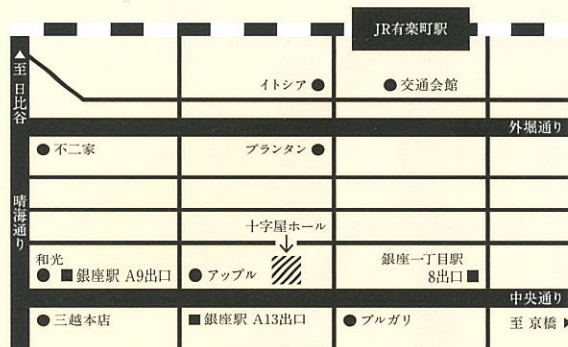 JR有楽町駅
▲至 日比谷
イトシア
交通会館
外堀通り
不二家
プランタン
晴海通り
十字屋ホール
和光
銀座駅 A9出口
アップル
銀座一丁目駅
8出口
中央通り
三越本店
銀座駅 A13出口
ブルガリ
至 京橋 ▶